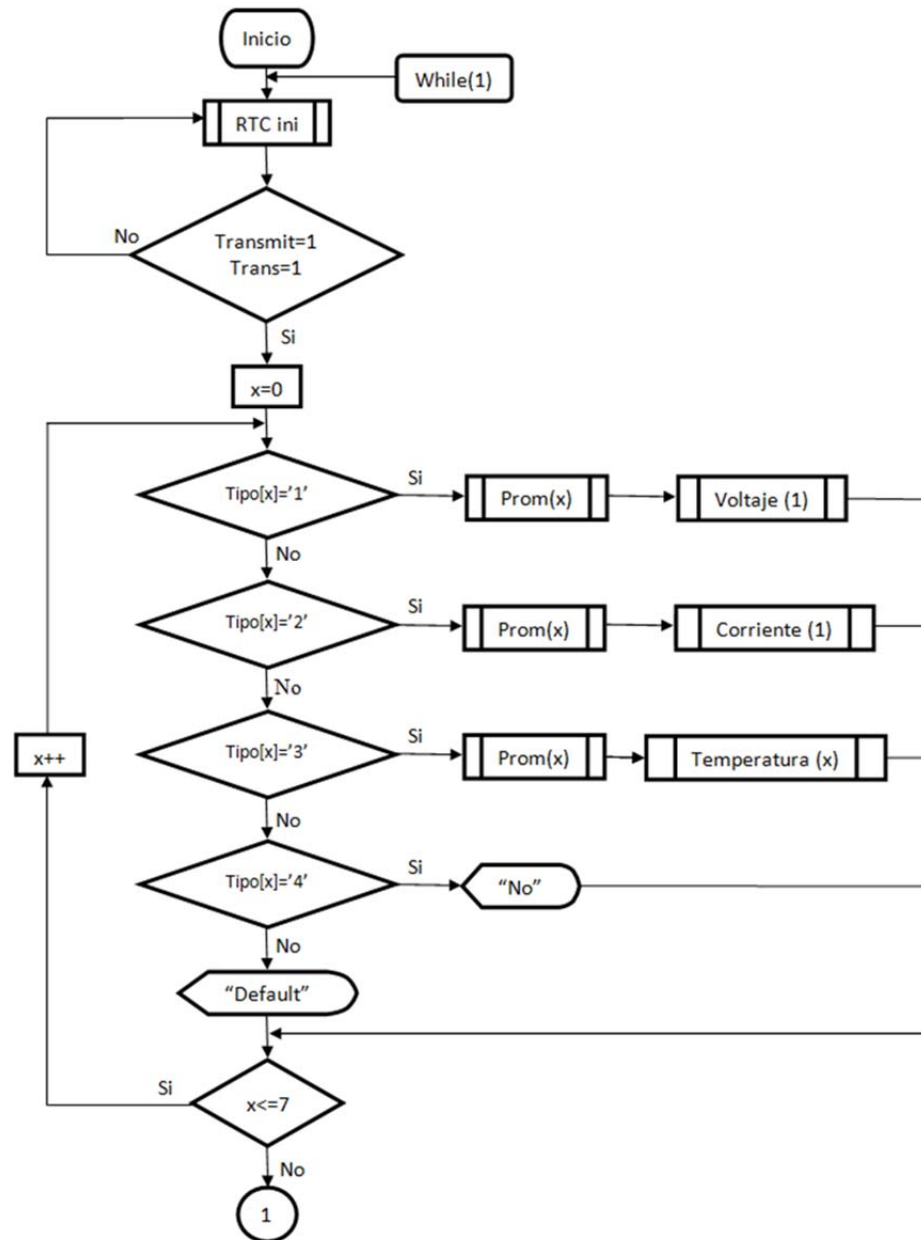 Inicio
While(1)
RTC ini
No
Transmit=1
Trans=1
Si
x=0
Tipo[x]='1'
Si
Prom(x)
Voltaje (1)
No
Tipo[x]='2'
Si
Prom(x)
Corriente (1)
No
Tipo[x]='3'
Si
Prom(x)
Temperatura (x)
x++
No
Tipo[x]='4'
Si
“No”
No
“Default”
Si
x<=7
No
1